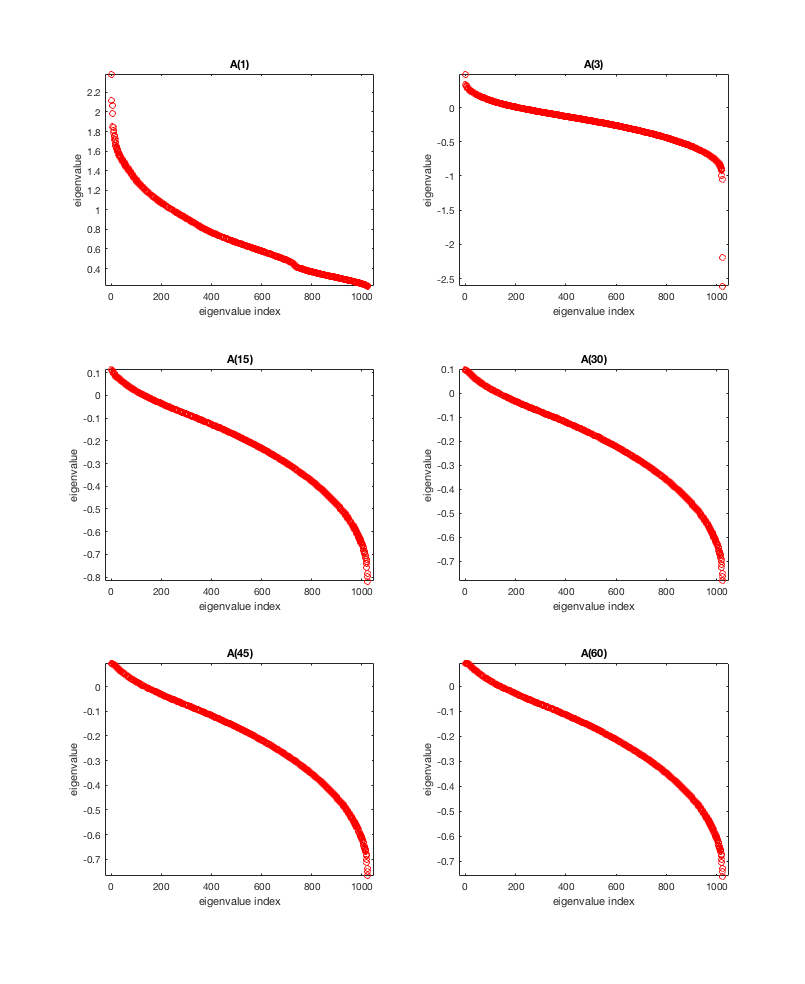 A(1)
2.2
2
1.8
1.6
1.4
1.2
1
0.8
0.6
0.4
eigenvalue
0 200 400 600 800 1000
eigenvalue index
A(3)
0
-0.5
-1
-1.5
-2
-2.5
eigenvalue
0 200 400 600 800 1000
eigenvalue index
A(15)
0.1
0
-0.1
-0.2
-0.3
-0.4
-0.5
-0.6
-0.7
-0.8
eigenvalue
0 200 400 600 800 1000
eigenvalue index
A(30)
0.1
0
-0.1
-0.2
-0.3
-0.4
-0.5
-0.6
-0.7
eigenvalue
0 200 400 600 800 1000
eigenvalue index
A(45)
0
-0.1
-0.2
-0.3
-0.4
-0.5
-0.6
-0.7
eigenvalue
0 200 400 600 800 1000
eigenvalue index
A(60)
0
-0.1
-0.2
-0.3
-0.4
-0.5
-0.6
-0.7
eigenvalue
0 200 400 600 800 1000
eigenvalue index